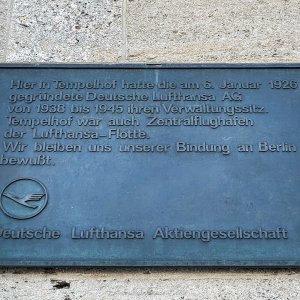 Hier in Tempelhof hatte die am 6. Januar 1926
gegründete Deutsche Lufthansa AG
von 1938 bis 1945 ihren Verwaltungssitz.
Tempelhof war auch Zentralflughafen
der Lufthansa-Flotte.
Wir bleiben uns unserer Bindung an Berlin
bewußt.
Deutsche Lufthansa Aktiengesellschaft